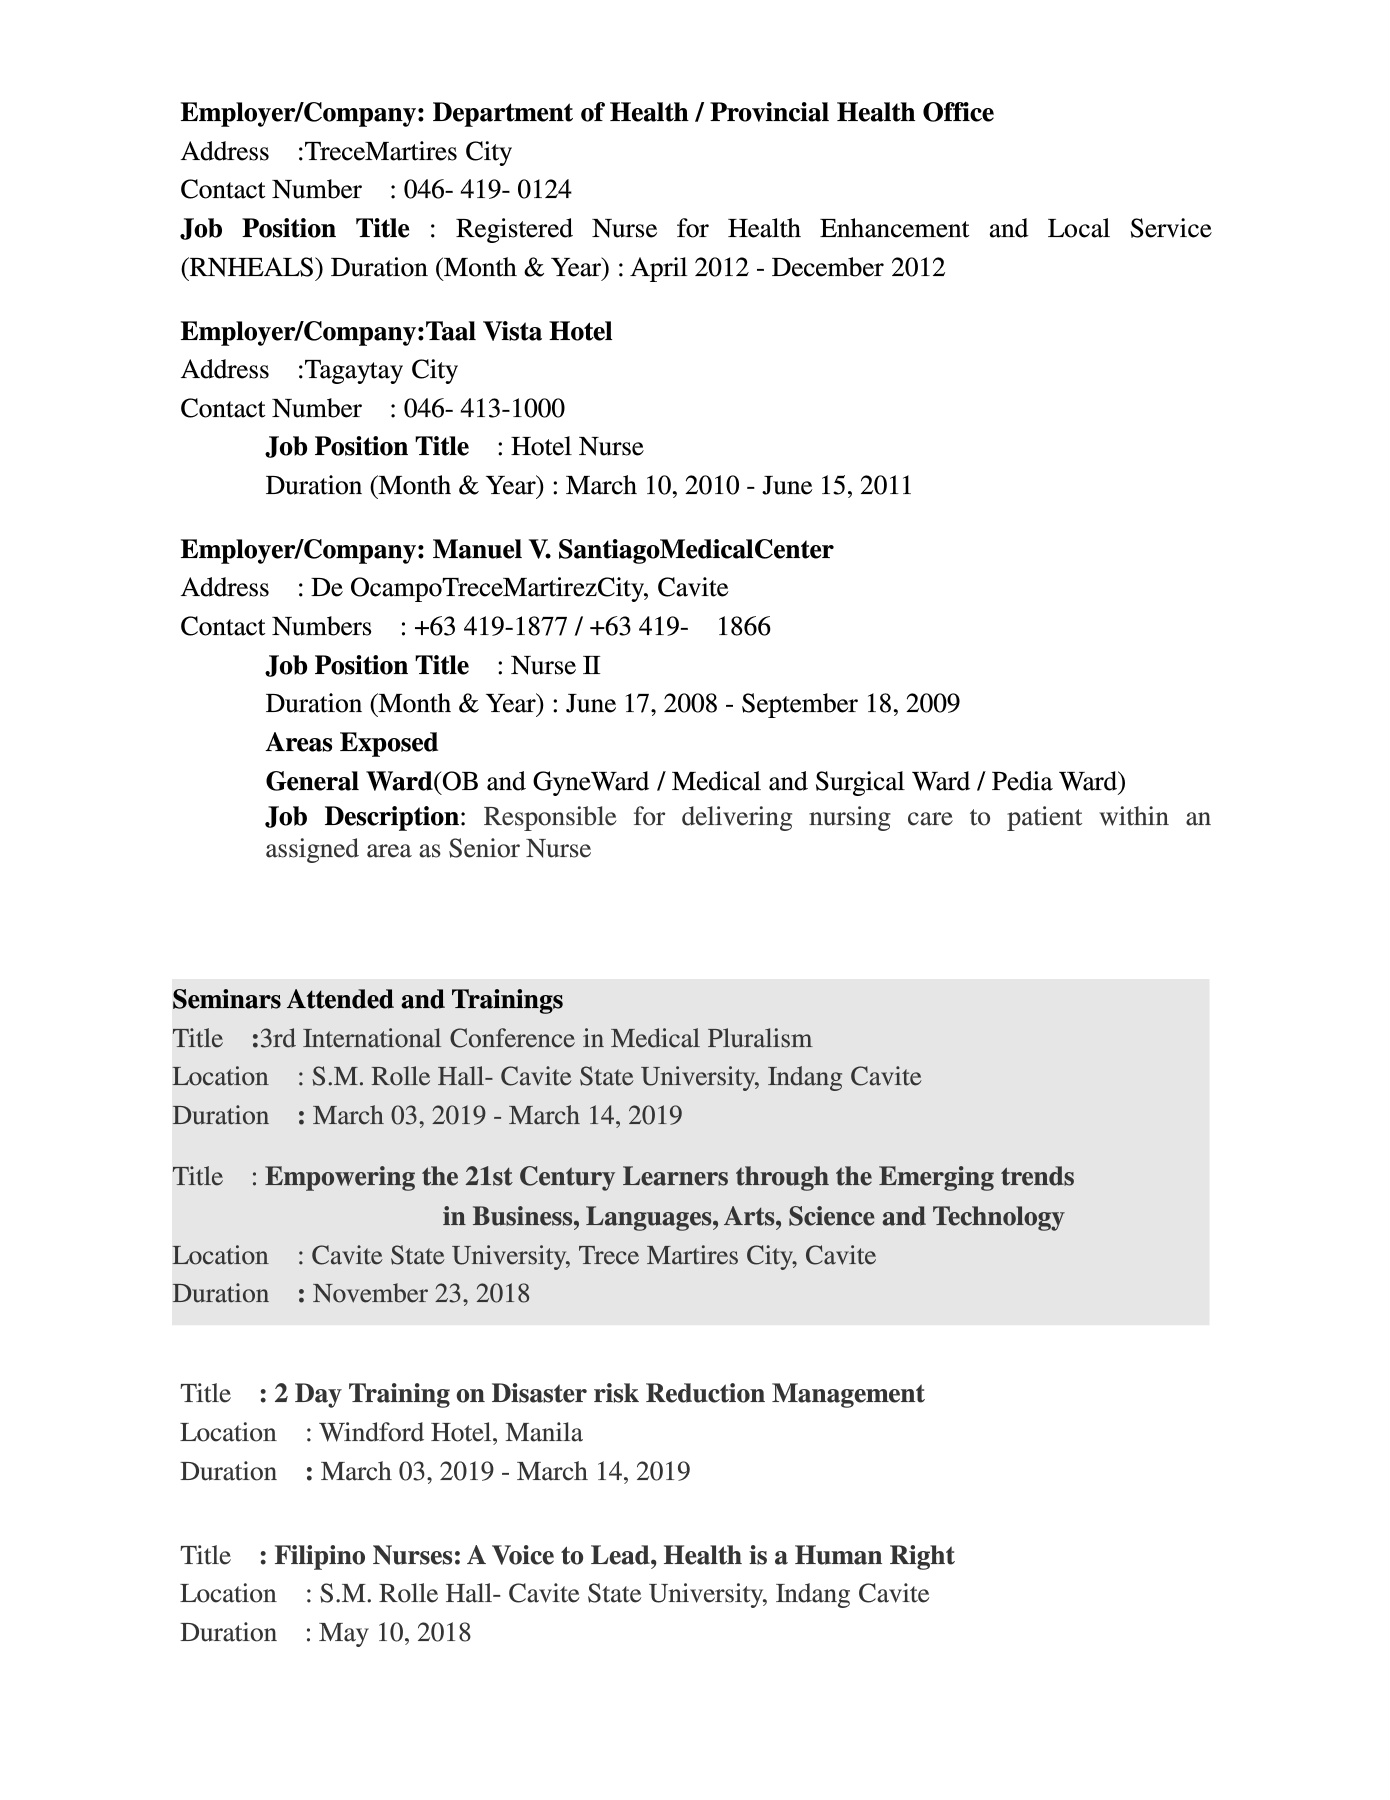 Employer/Company: Department of Health / Provincial Health Office
Address :TreceMartires City
Contact Number : 046- 419- 0124
Job Position Title : Registered Nurse for Health Enhancement and Local Service
(RNHEALS) Duration (Month & Year) : April 2012 - December 2012
Employer/Company:Taal Vista Hotel
Address :Tagaytay City
Contact Number : 046- 413-1000
Job Position Title : Hotel Nurse
Duration (Month & Year) : March 10, 2010 - June 15, 2011
Employer/Company: Manuel V. SantiagoMedicalCenter
Address : De OcampoTreceMartirezCity, Cavite
Contact Numbers : +63 419-1877 / +63 419- 1866
Job Position Title : Nurse II
Duration (Month & Year) : June 17, 2008 - September 18, 2009
Areas Exposed
General Ward(OB and GyneWard / Medical and Surgical Ward / Pedia Ward)
Job Description: Responsible for delivering nursing care to patient within an
assigned area as Senior Nurse
Seminars Attended and Trainings
Title :3rd International Conference in Medical Pluralism
Location : S.M. Rolle Hall- Cavite State University, Indang Cavite
Duration : March 03, 2019 - March 14, 2019
Title : Empowering the 21st Century Learners through the Emerging trends
in Business, Languages, Arts, Science and Technology
Location : Cavite State University, Trece Martires City, Cavite
Duration : November 23, 2018
Title : 2 Day Training on Disaster risk Reduction Management
Location : Windford Hotel, Manila
Duration : March 03, 2019 - March 14, 2019
Title : Filipino Nurses: A Voice to Lead, Health is a Human Right
Location : S.M. Rolle Hall- Cavite State University, Indang Cavite
Duration : May 10, 2018